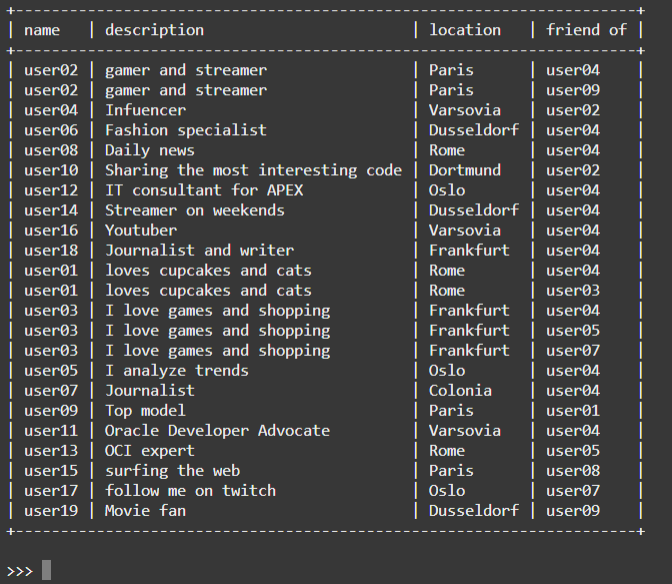 +---------------------------------------------------------------------+
| name   | description                       | location   | friend of |
+---------------------------------------------------------------------+
| user02 | gamer and streamer                | Paris      | user04    |
| user02 | gamer and streamer                | Paris      | user09    |
| user04 | Infuencer                         | Varsovia   | user02    |
| user06 | Fashion specialist                | Dusseldorf | user04    |
| user08 | Daily news                        | Rome       | user04    |
| user10 | Sharing the most interesting code | Dortmund   | user02    |
| user12 | IT consultant for APEX            | Oslo       | user04    |
| user14 | Streamer on weekends              | Dusseldorf | user04    |
| user16 | Youtuber                          | Varsovia   | user04    |
| user18 | Journalist and writer             | Frankfurt  | user04    |
| user01 | loves cupcakes and cats           | Rome       | user04    |
| user01 | loves cupcakes and cats           | Rome       | user03    |
| user03 | I love games and shopping         | Frankfurt  | user04    |
| user03 | I love games and shopping         | Frankfurt  | user05    |
| user03 | I love games and shopping         | Frankfurt  | user07    |
| user05 | I analyze trends                  | Oslo       | user04    |
| user07 | Journalist                        | Colonia    | user04    |
| user09 | Top model                         | Paris      | user01    |
| user11 | Oracle Developer Advocate         | Varsovia   | user04    |
| user13 | OCI expert                        | Rome       | user05    |
| user15 | surfing the web                   | Paris      | user08    |
| user17 | follow me on twitch               | Oslo       | user07    |
| user19 | Movie fan                         | Dusseldorf | user09    |
+---------------------------------------------------------------------+
>>>